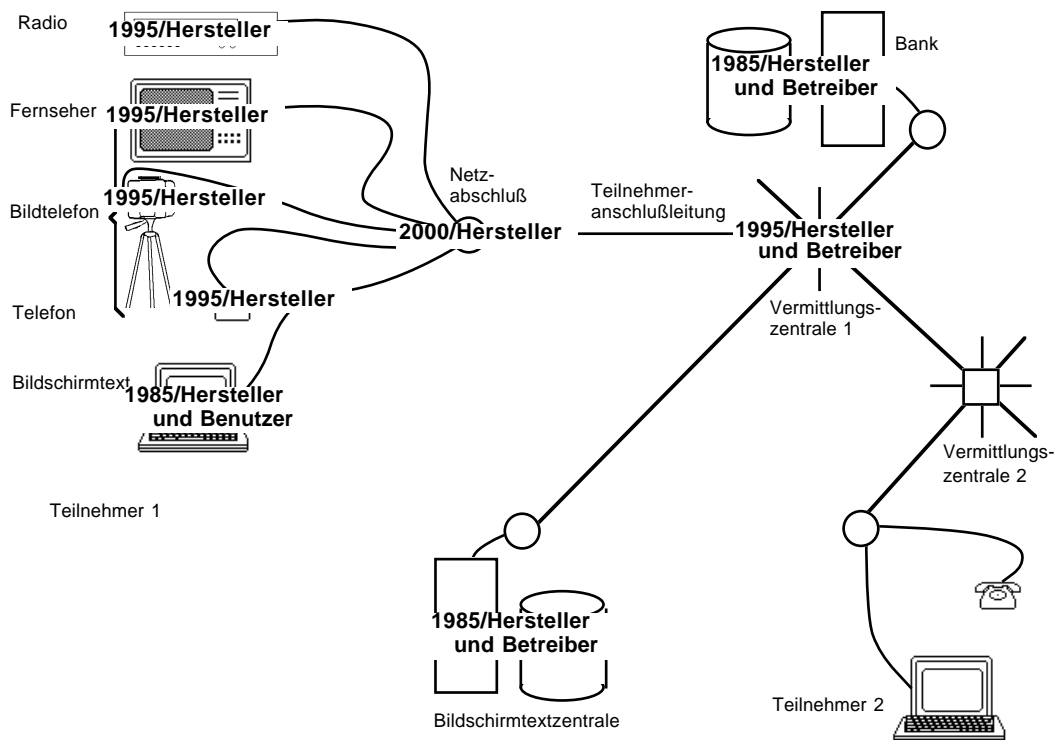 Radio
1995/Hersteller
Fernseher
1995/Hersteller
Bildtelefon
1995/Hersteller
Telefon
1995/Hersteller
Bildschirmtext
1985/Hersteller
und Benutzer
Teilnehmer 1
Netz-
abschluß
2000/Hersteller
Teilnehmer-
anschlußleitung
Bank
1985/Hersteller
und Betreiber
1995/Hersteller
und Betreiber
Vermittlungs-
zentrale 1
Vermittlungs-
zentrale 2
1985/Hersteller
und Betreiber
Bildschirmtextzentrale
Teilnehmer 2